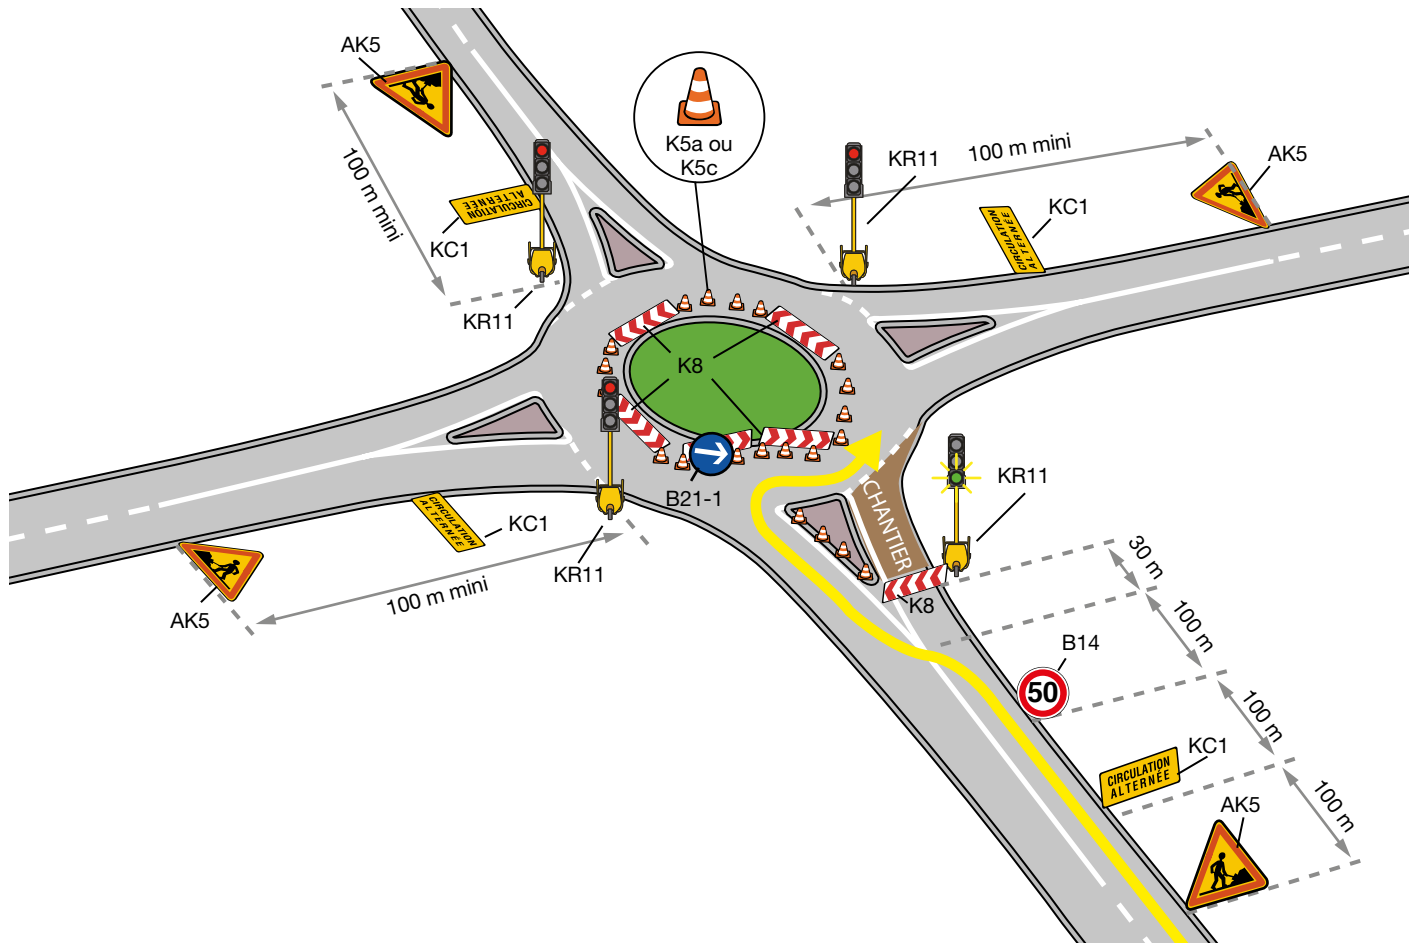 AK5
100 m mini
CIRCULATION
ALTERNÉE
KC1
KR11
K5a ou
K5c
KR11
100 m mini
AK5
CIRCULATION
ALTERNÉE
KC1
K8
B21-1
CIRCULATION
ALTERNÉE
KC1
KR11
100 m mini
AK5
CHANTIER
KR11
K8
30 m
100 m
B14
50
100 m
CIRCULATION
ALTERNÉE
KC1
100 m
AK5